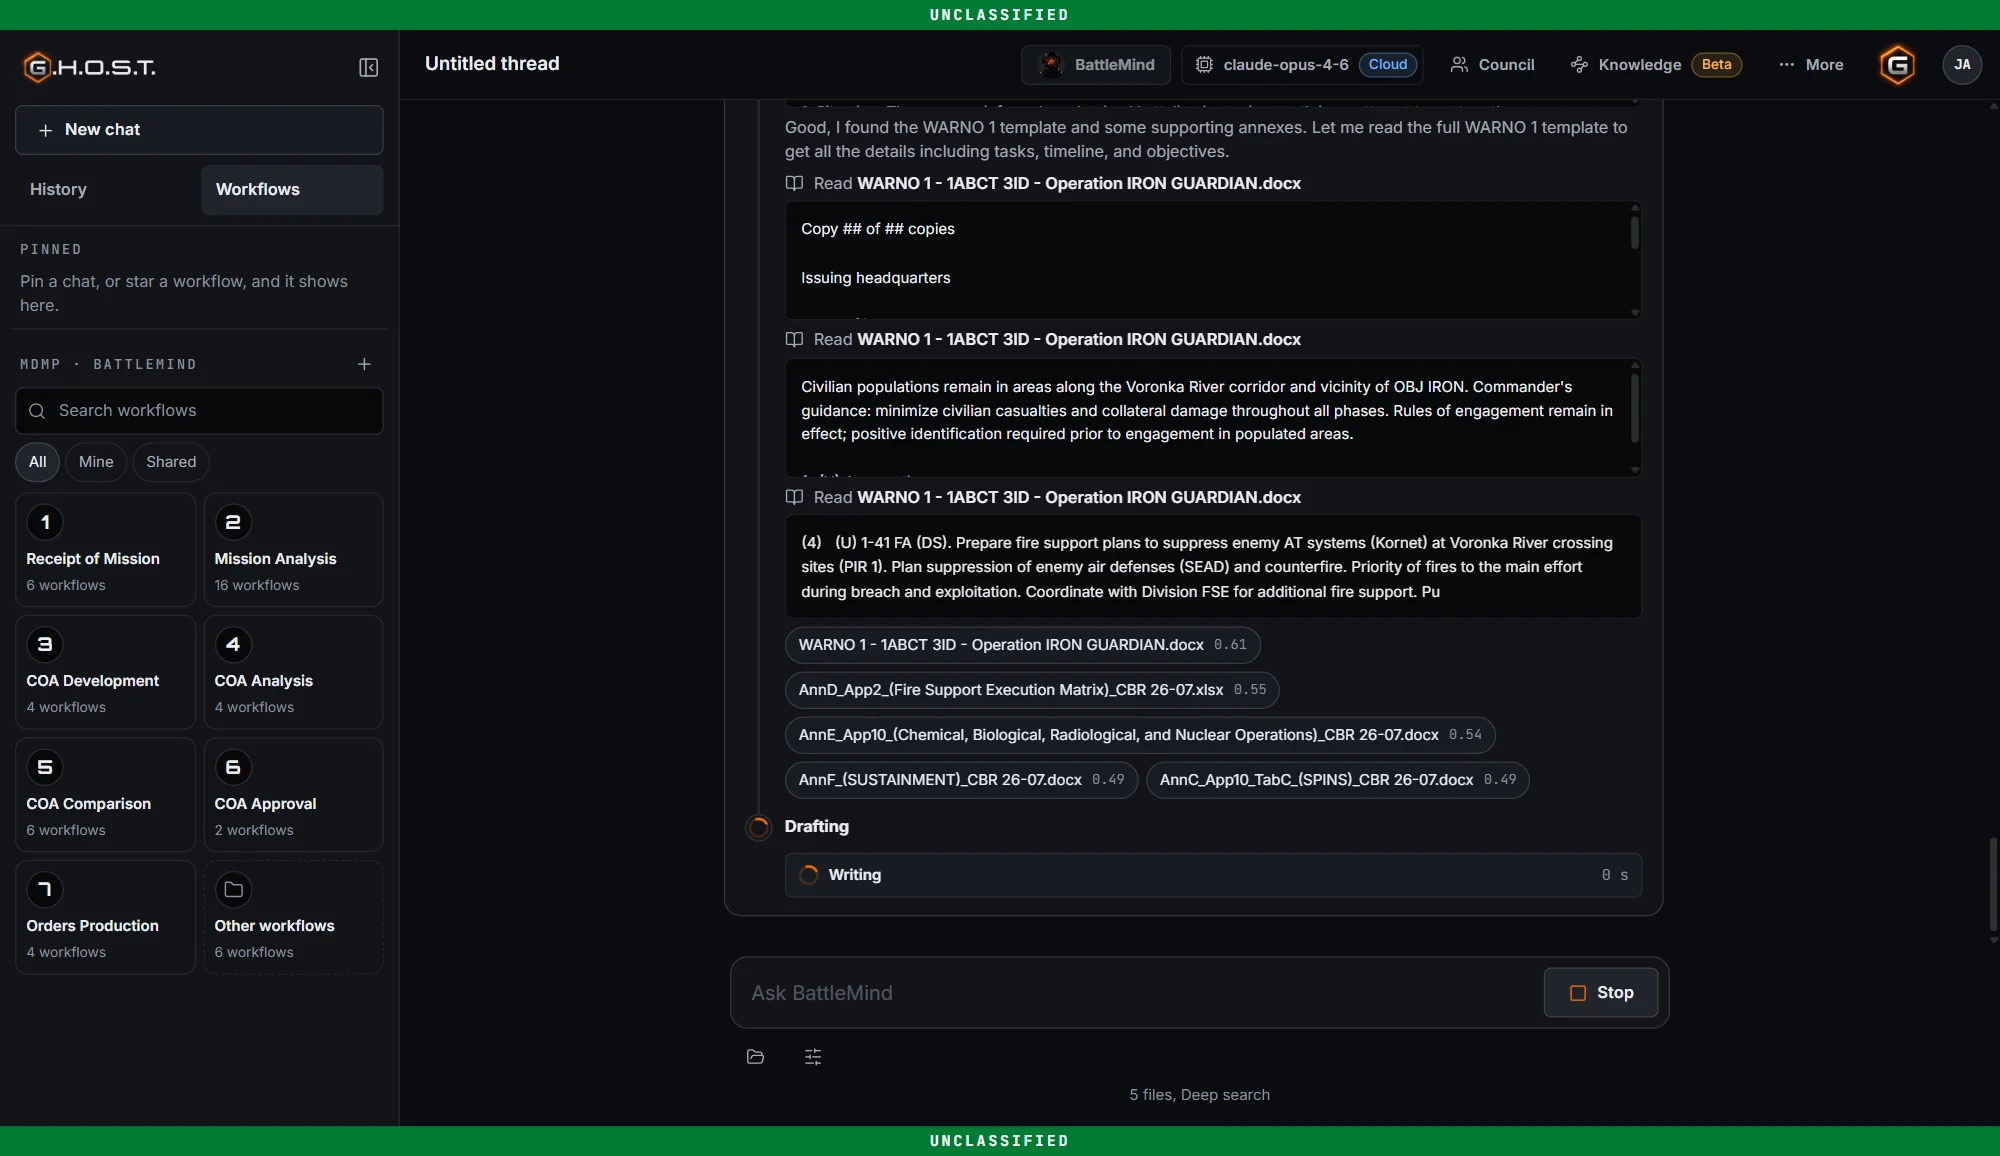 UNCLASSIFIED
G.H.O.S.T.
New chat
History
Workflows
PINNED
Pin a chat, or star a workflow, and it shows
here.
MDMP · BATTLEMIND
Search workflows
All
Mine
Shared
1
Receipt of Mission
6 workflows
2
Mission Analysis
16 workflows
3
COA Development
4 workflows
4
COA Analysis
4 workflows
5
COA Comparison
6 workflows
6
COA Approval
2 workflows
7
Orders Production
4 workflows
Other workflows
6 workflows
Untitled thread
BattleMind
claude-opus-4-6 Cloud
Council
Knowledge Beta
More
G
JA
Good, I found the WARNO 1 template and some supporting annexes. Let me read the full WARNO 1 template to
get all the details including tasks, timeline, and objectives.
Read WARNO 1 - 1ABCT 3ID - Operation IRON GUARDIAN.docx
Copy ## of ## copies
Issuing headquarters
Read WARNO 1 - 1ABCT 3ID - Operation IRON GUARDIAN.docx
Civilian populations remain in areas along the Voronka River corridor and vicinity of OBJ IRON. Commander's
guidance: minimize civilian casualties and collateral damage throughout all phases. Rules of engagement remain in
effect; positive identification required prior to engagement in populated areas.
Read WARNO 1 - 1ABCT 3ID - Operation IRON GUARDIAN.docx
(4) (U) 1-41 FA (DS). Prepare fire support plans to suppress enemy AT systems (Kornet) at Voronka River crossing
sites (PIR 1). Plan suppression of enemy air defenses (SEAD) and counterfire. Priority of fires to the main effort
during breach and exploitation. Coordinate with Division FSE for additional fire support. Pu
WARNO 1 - 1ABCT 3ID - Operation IRON GUARDIAN.docx 0.61
AnnD_App2_(Fire Support Execution Matrix)_CBR 26-07.xlsx 0.55
AnnE_App10_(Chemical, Biological, Radiological, and Nuclear Operations)_CBR 26-07.docx 0.54
AnnF_(SUSTAINMENT)_CBR 26-07.docx 0.49
AnnC_App10_TabC_(SPINS)_CBR 26-07.docx 0.49
Drafting
Writing
0 s
Ask BattleMind
Stop
5 files, Deep search
UNCLASSIFIED